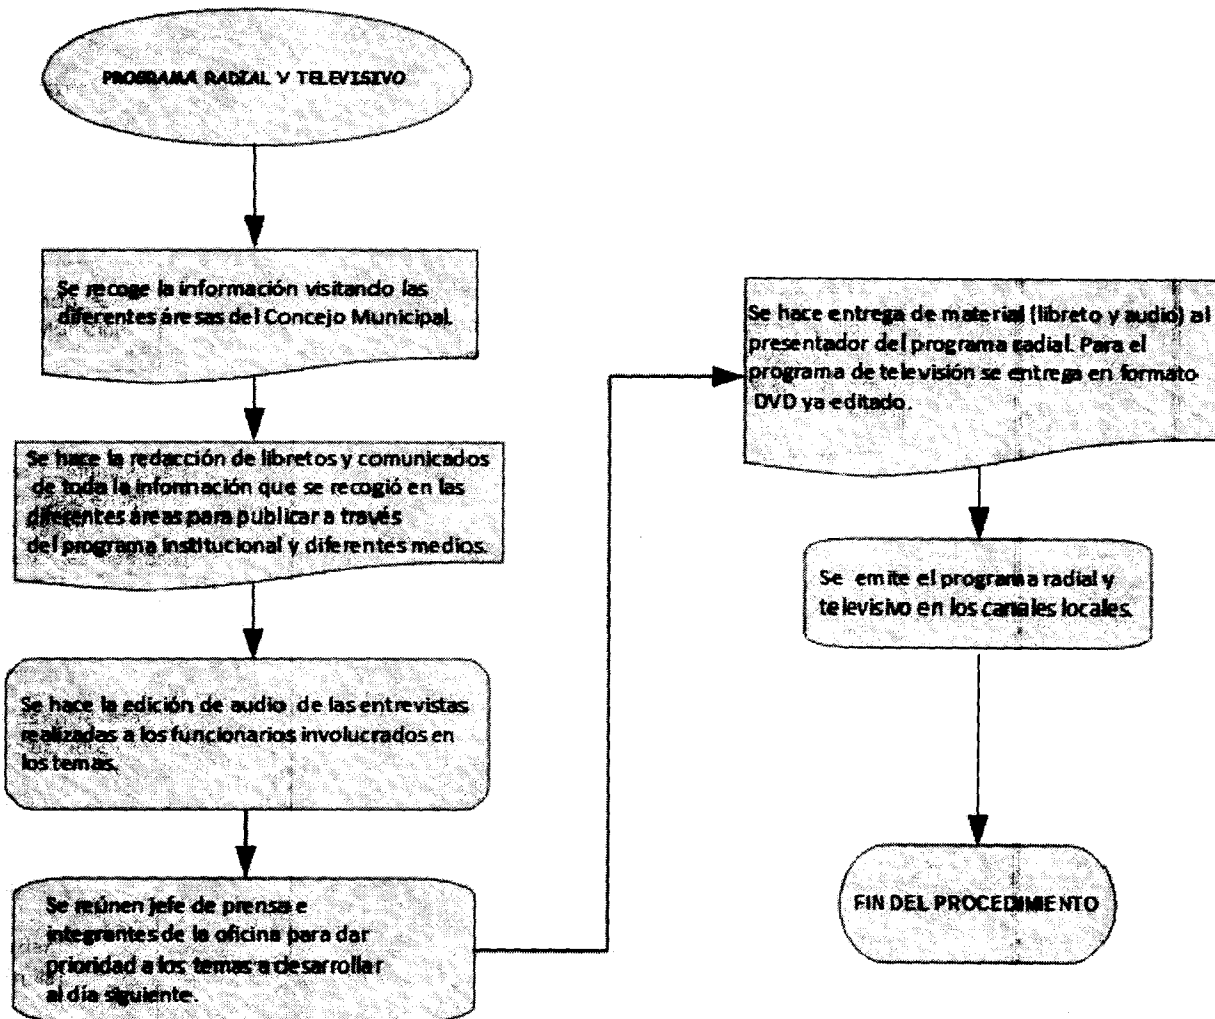 PROGRAMA RADIAL Y TELEVISIVO
Se recoge la información visitando las
diferentes áresas del Concejo Municipal.
Se hace la redacción de libretos y comunicados
de toda la información que se recogió en las
diferentes áreas para publicar a través
del programa institucional y diferentes medios.
Se hace la edición de audio de las entrevistas
realizadas a los funcionarios involucrados en
los temas.
Se reúnen jefe de prensa e
integrantes de la oficina para dar
prioridad a los temas a desarrollar
al día siguiente.
Se hace entrega de material (libreto y audio) al
presentador del programa radial. Para el
programa de televisión se entrega en formato
DVD ya editado.
Se emite el programa radial y
televisivo en los canales locales.
FIN DEL PROCEDIMIENTO